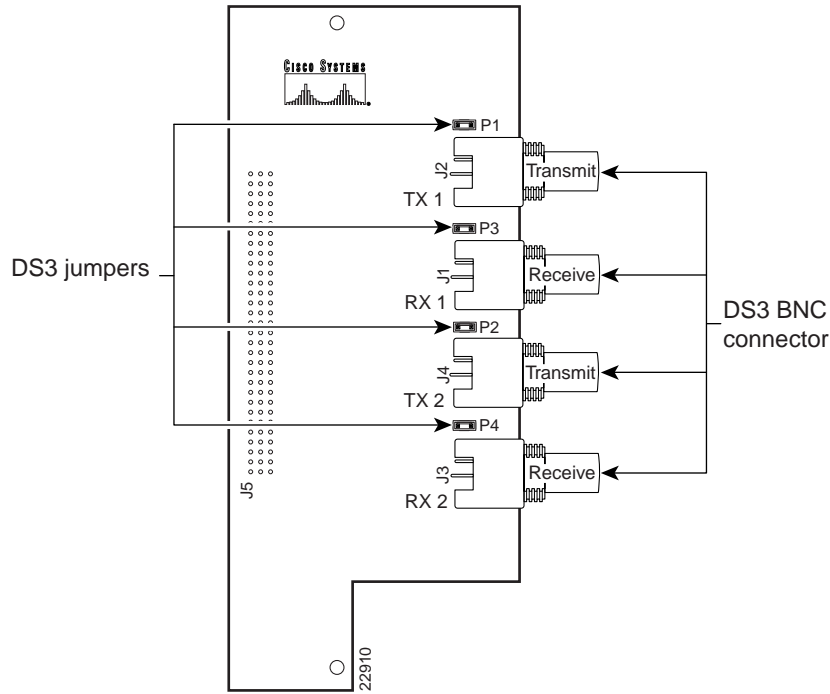 CISCO SYSTEMS
P1
J2
Transmit
TX 1
P3
DS3 jumpers
J1
Receive
RX 1
P2
DS3 BNC
connector
J4
Transmit
TX 2
P4
J3
Receive
J5
RX 2
22910